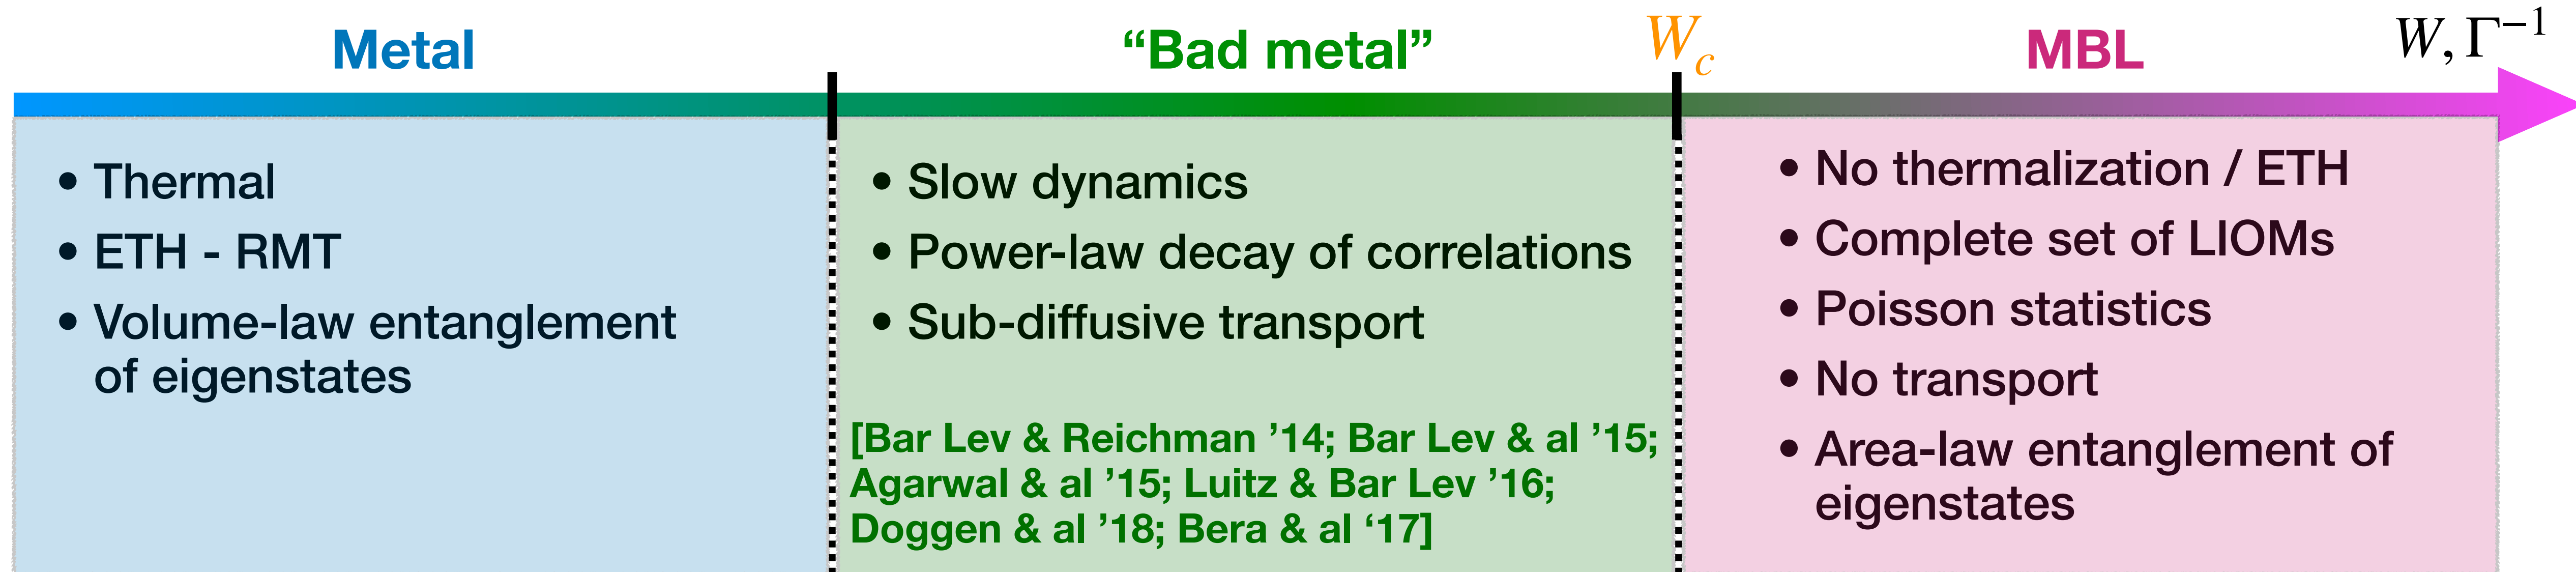 Metal
“Bad metal”
W_c
MBL
W, Γ⁻¹
• Thermal
• ETH - RMT
• Volume-law entanglement
of eigenstates
• Slow dynamics
• Power-law decay of correlations
• Sub-diffusive transport
[Bar Lev & Reichman ’14; Bar Lev & al ’15;
Agarwal & al ’15; Luitz & Bar Lev ’16;
Doggen & al ’18; Bera & al ‘17]
• No thermalization / ETH
• Complete set of LIOMs
• Poisson statistics
• No transport
• Area-law entanglement of
eigenstates